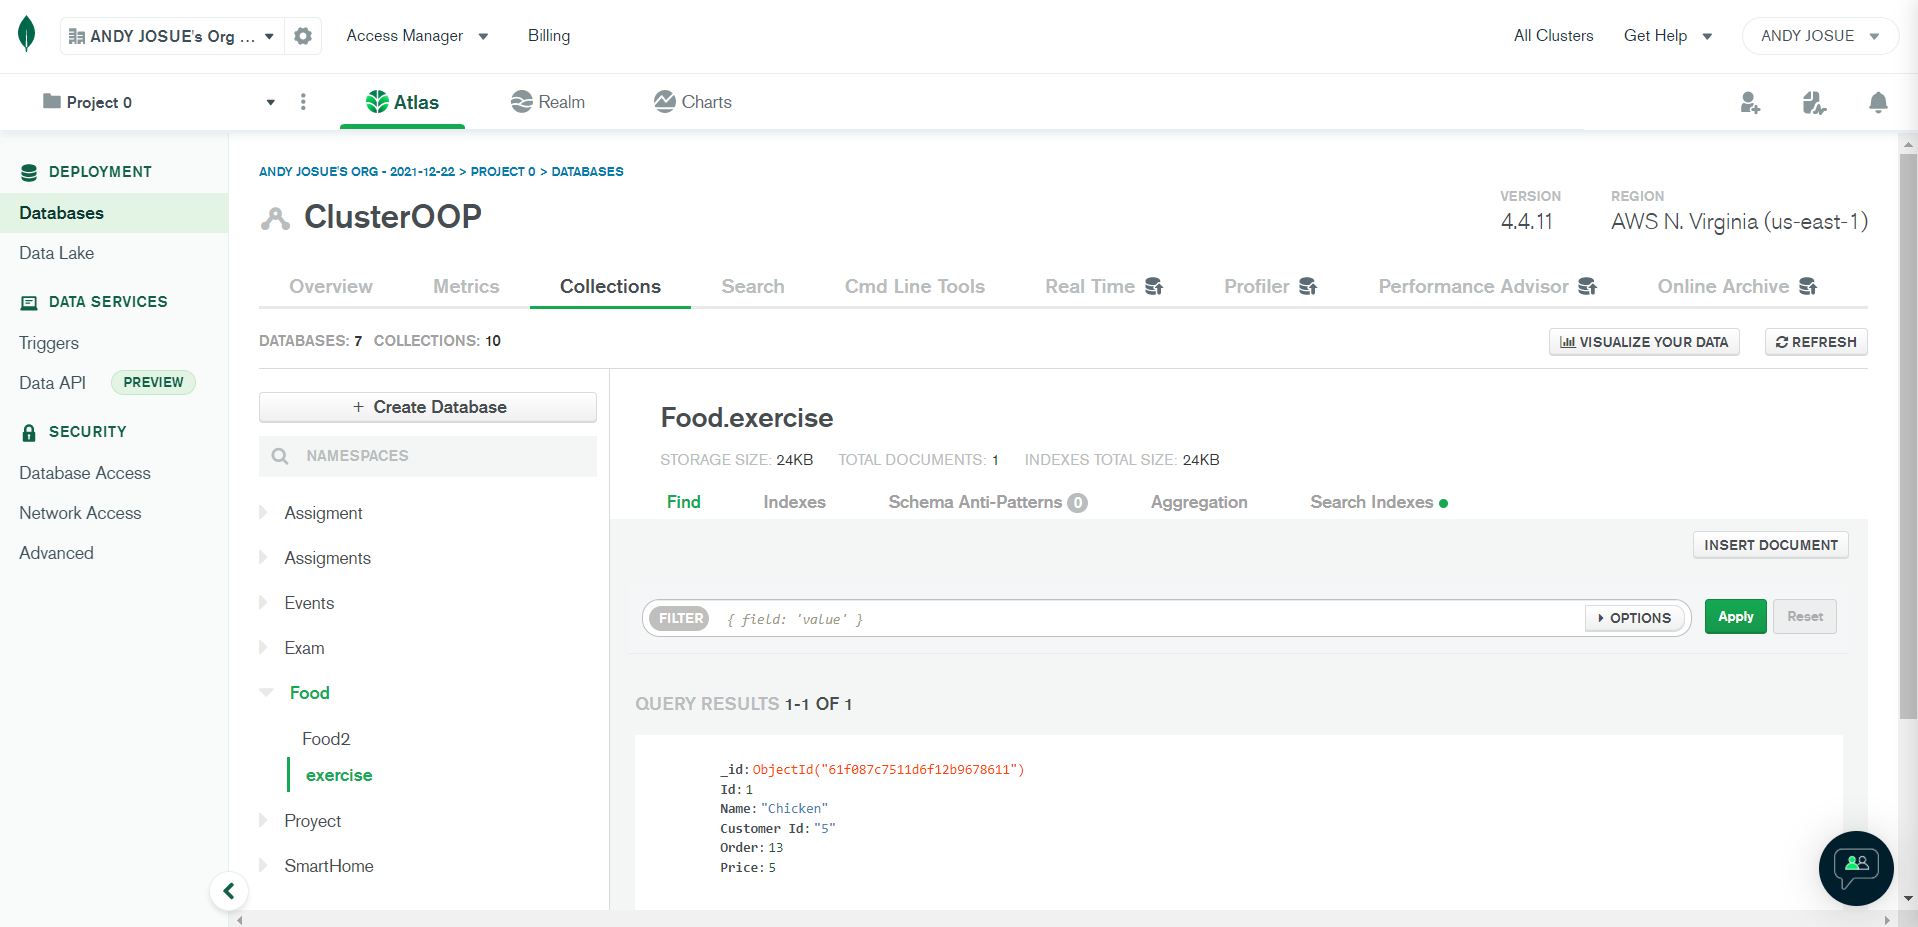 ANDY JOSUE's Org ...
Access Manager
Billing
All Clusters
Get Help
ANDY JOSUE
Project 0
Atlas
Realm
Charts
DEPLOYMENT
Databases
Data Lake
DATA SERVICES
Triggers
Data API PREVIEW
SECURITY
Database Access
Network Access
Advanced
ANDY JOSUE'S ORG - 2021-12-22 > PROJECT 0 > DATABASES
ClusterOOP
VERSION
4.4.11
REGION
AWS N. Virginia (us-east-1)
Overview
Metrics
Collections
Search
Cmd Line Tools
Real Time
Profiler
Performance Advisor
Online Archive
DATABASES: 7 COLLECTIONS: 10
VISUALIZE YOUR DATA
REFRESH
+ Create Database
NAMESPACES
Assigment
Assigments
Events
Exam
Food
Food2
exercise
Proyect
SmartHome
Food.exercise
STORAGE SIZE: 24KB TOTAL DOCUMENTS: 1 INDEXES TOTAL SIZE: 24KB
Find
Indexes
Schema Anti-Patterns 0
Aggregation
Search Indexes
INSERT DOCUMENT
FILTER { field: 'value' }
OPTIONS
Apply
Reset
QUERY RESULTS 1-1 OF 1
_id: ObjectId("61f087c7511d6f12b9678611")
Id: 1
Name: "Chicken"
Customer Id: "5"
Order: 13
Price: 5